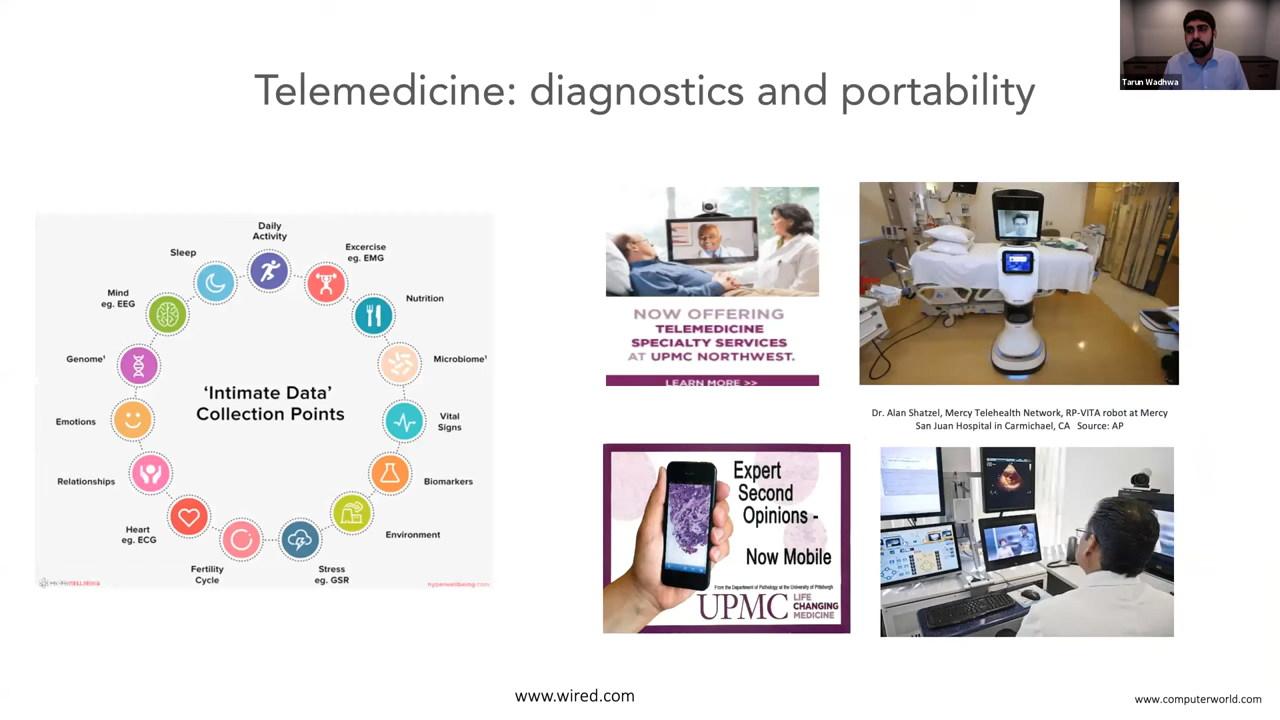 Tarun Wadhwa
Telemedicine: diagnostics and portability
Daily
Activity
Excercise
eg. EMG
Nutrition
Microbiome¹
Vital
Signs
Biomarkers
Environment
Stress
eg. GSR
Fertility
Cycle
Heart
eg. ECG
Relationships
Emotions
Genome¹
Mind
eg. EEG
Sleep
‘Intimate Data’
Collection Points
hyperwellbeing.com
NOW OFFERING
TELEMEDICINE
SPECIALTY SERVICES
AT UPMC NORTHWEST.
LEARN MORE >>
Dr. Alan Shatzel, Mercy Telehealth Network, RP-VITA robot at Mercy
San Juan Hospital in Carmichael, CA Source: AP
Expert
Second
Opinions -
Now Mobile
From the Department of Pathology at the University of Pittsburgh
UPMC
LIFE
CHANGING
MEDICINE
www.wired.com
www.computerworld.com